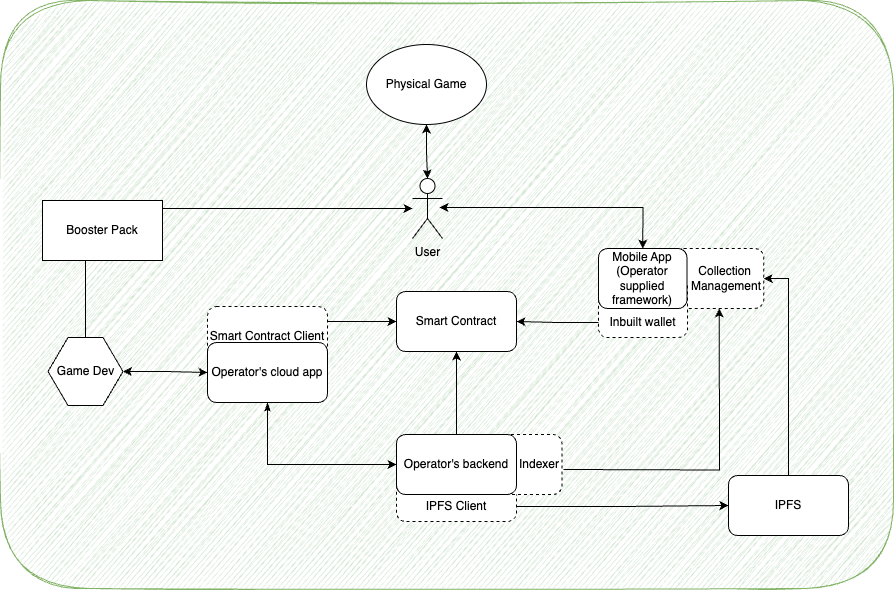 Physical Game
Booster Pack
User
Mobile App
(Operator
supplied
framework)
Collection
Management
Inbuilt wallet
Smart Contract Client
Smart Contract
Game Dev
Operator's cloud app
Operator's backend
Indexer
IPFS Client
IPFS